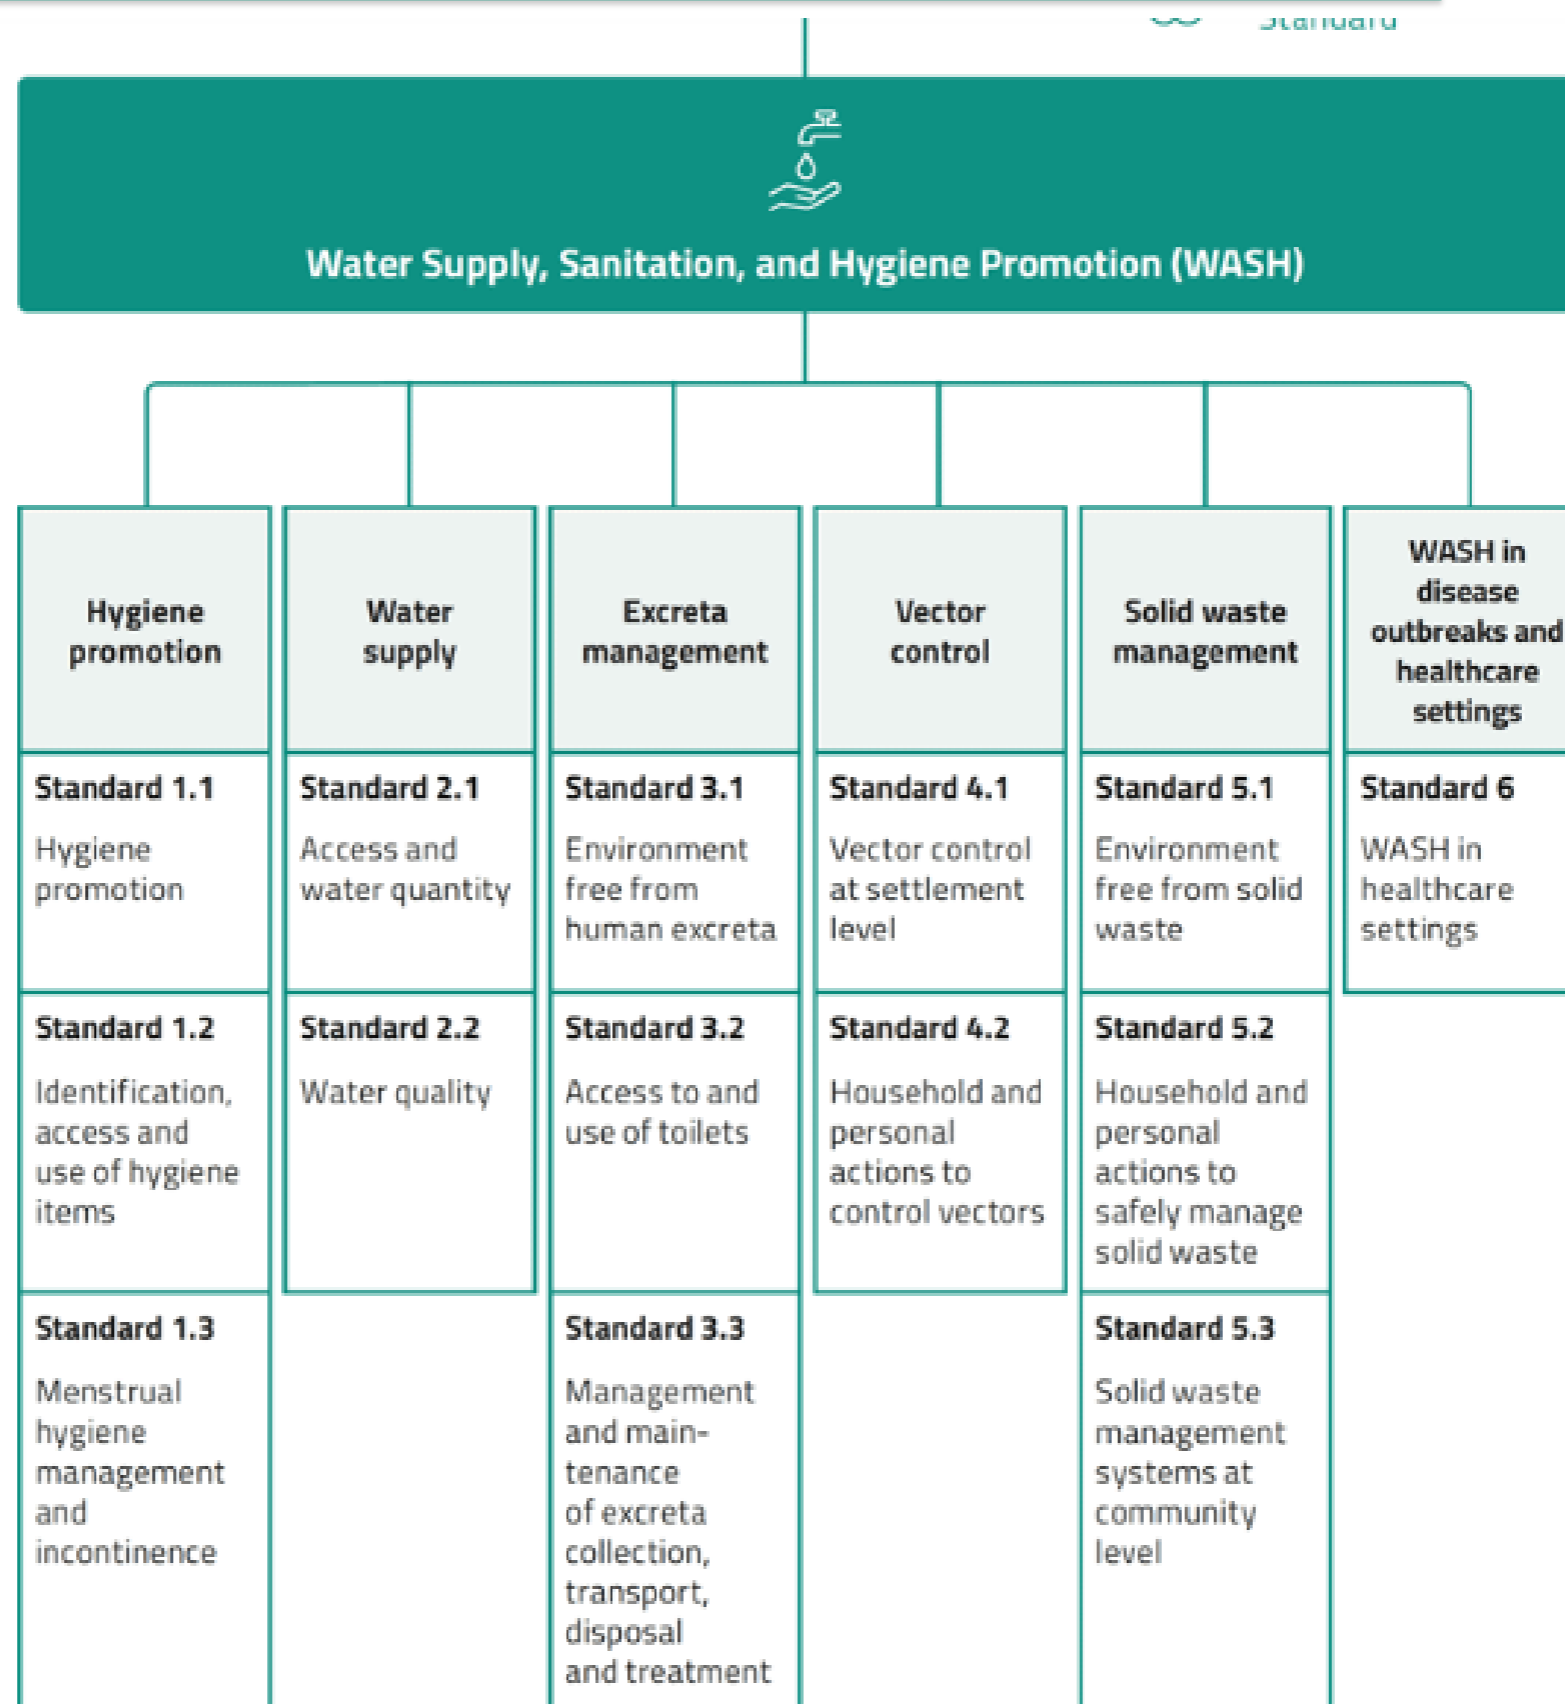 Standard
Water Supply, Sanitation, and Hygiene Promotion (WASH)
Hygiene
promotion
Standard 1.1
Hygiene
promotion
Standard 1.2
Identification,
access and
use of hygiene
items
Standard 1.3
Menstrual
hygiene
management
and
incontinence
Water
supply
Standard 2.1
Access and
water quantity
Standard 2.2
Water quality
Excreta
management
Standard 3.1
Environment
free from
human excreta
Standard 3.2
Access to and
use of toilets
Standard 3.3
Management
and main-
tenance
of excreta
collection,
transport,
disposal
and treatment
Vector
control
Standard 4.1
Vector control
at settlement
level
Standard 4.2
Household and
personal
actions to
control vectors
Solid waste
management
Standard 5.1
Environment
free from solid
waste
Standard 5.2
Household and
personal
actions to
safely manage
solid waste
Standard 5.3
Solid waste
management
systems at
community
level
WASH in
disease
outbreaks and
healthcare
settings
Standard 6
WASH in
healthcare
settings